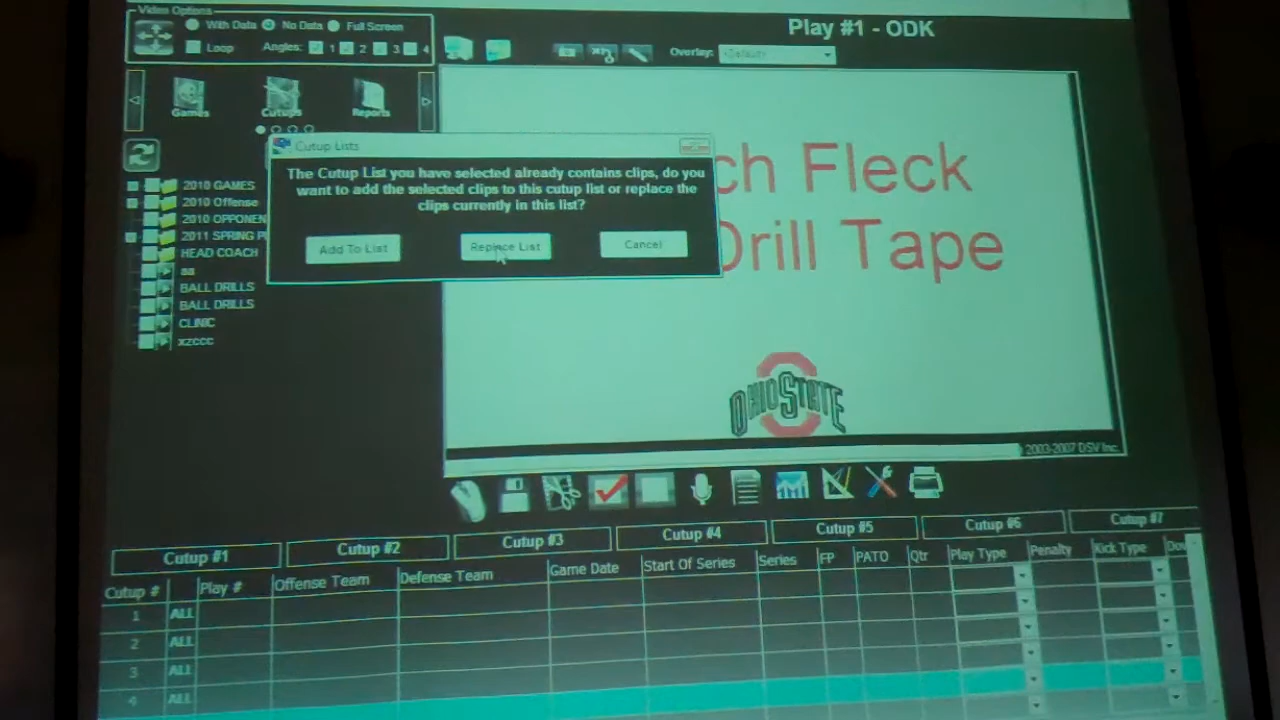 Video Options
With Data No Data Full Screen
Loop Angles: 1 2 3 4
Play #1 - ODK
Overlay: <Default>
Games Cutups Reports
Cutup Lists
The Cutup List you have selected already contains clips, do you
want to add the selected clips to this cutup list or replace the
clips currently in this list?
Add To List Replace List Cancel
ch Fleck
Drill Tape
OHIO STATE
2010 GAMES
2010 Offense
2010 OPPONEN
2011 SPRING P
HEAD COACH
aa
BALL DRILLS
BALL DRILLS
CLINIC
xzccc
2003-2007 DSV Inc.
Cutup #1 Cutup #2 Cutup #3 Cutup #4 Cutup #5 Cutup #6 Cutup #7
Cutup # Play # Offense Team Defense Team Game Date Start Of Series Series FP PATO Qtr Play Type Penalty Kick Type Dow
1 ALL
2 ALL
3 ALL
4 ALL